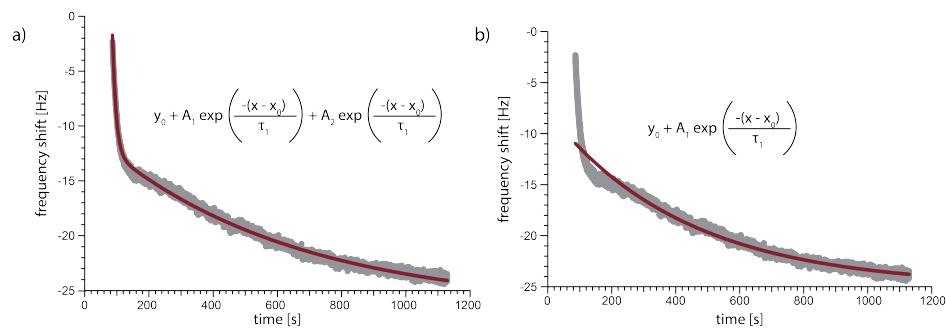 a)
frequency shift [Hz]
0
-5
-10
-15
-20
-25
y₀ + A₁ exp(-(x - x₀)/τ₁) + A₂ exp(-(x - x₀)/τ₁)
0 200 400 600 800 1000 1200
time [s]
b)
frequency shift [Hz]
-0
-5
-10
-15
-20
-25
y₀ + A₁ exp(-(x - x₀)/τ₁)
0 200 400 600 800 1000 1200
time [s]